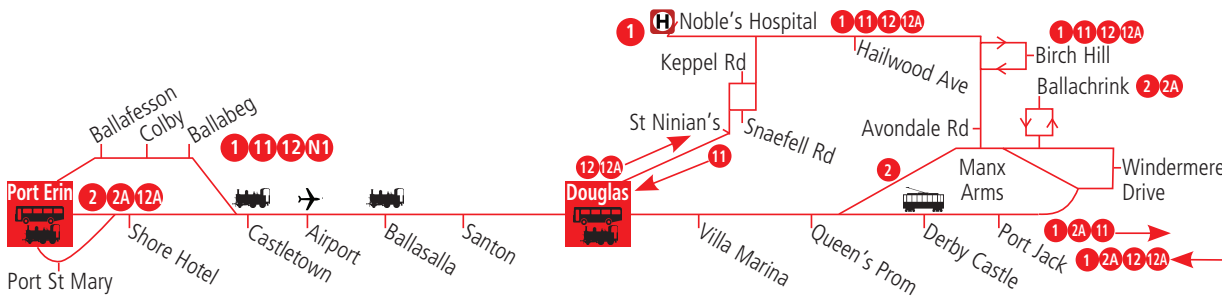 1
H
Noble's Hospital
1 11 12 12A
1 11 12 12A
Keppel Rd
Hailwood Ave
Birch Hill
Ballachrink
2 2A
Ballafesson
Colby
Ballabeg
St Ninian's
Snaefell Rd
Avondale Rd
1 11 12 N1
12 12A
11
2
Manx
Arms
Windermere
Drive
Port Erin
2 2A 12A
Douglas
Port St Mary
Shore Hotel
Castletown
Airport
Ballasalla
Santon
Villa Marina
Queen's Prom
Derby Castle
Port Jack
1 2A 11
1 2A 12 12A